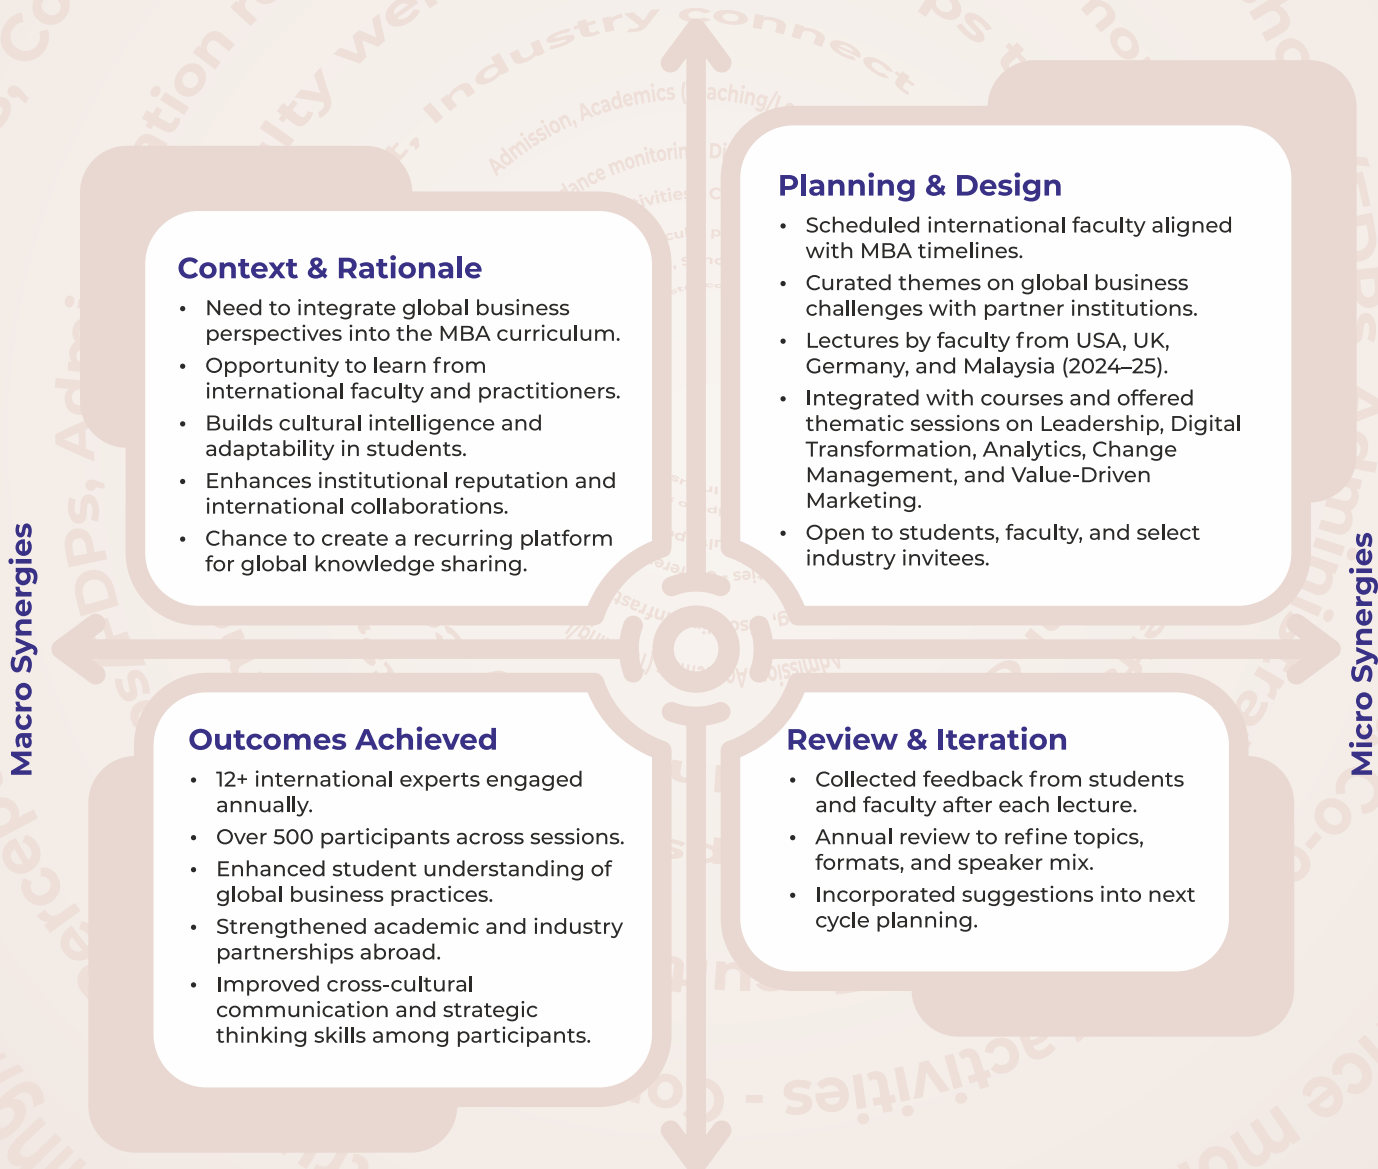 Macro Synergies
Context & Rationale
• Need to integrate global business
perspectives into the MBA curriculum.
• Opportunity to learn from
international faculty and practitioners.
• Builds cultural intelligence and
adaptability in students.
• Enhances institutional reputation and
international collaborations.
• Chance to create a recurring platform
for global knowledge sharing.
Planning & Design
• Scheduled international faculty aligned
with MBA timelines.
• Curated themes on global business
challenges with partner institutions.
• Lectures by faculty from USA, UK,
Germany, and Malaysia (2024–25).
• Integrated with courses and offered
thematic sessions on Leadership, Digital
Transformation, Analytics, Change
Management, and Value-Driven
Marketing.
• Open to students, faculty, and select
industry invitees.
Outcomes Achieved
• 12+ international experts engaged
annually.
• Over 500 participants across sessions.
• Enhanced student understanding of
global business practices.
• Strengthened academic and industry
partnerships abroad.
• Improved cross-cultural
communication and strategic
thinking skills among participants.
Review & Iteration
• Collected feedback from students
and faculty after each lecture.
• Annual review to refine topics,
formats, and speaker mix.
• Incorporated suggestions into next
cycle planning.
Micro Synergies
Industry connect
Admission, Academics
activities -